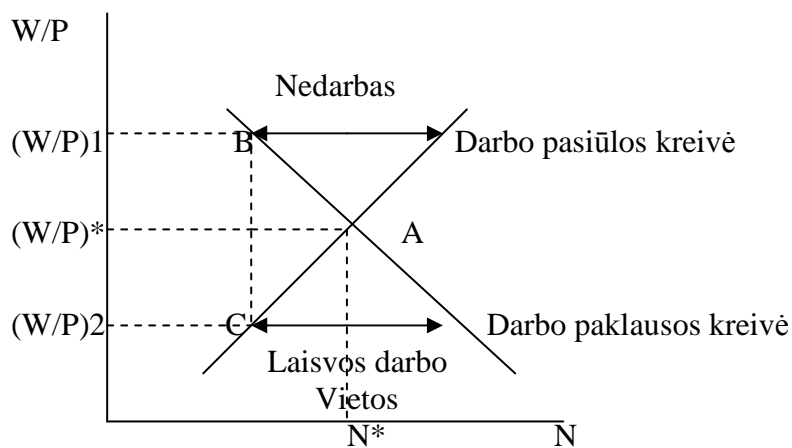 W/P
Nedarbas
(W/P)1
B
Darbo pasiūlos kreivė
(W/P)*
A
(W/P)2
C
Darbo paklausos kreivė
Laisvos darbo
Vietos
N*
N